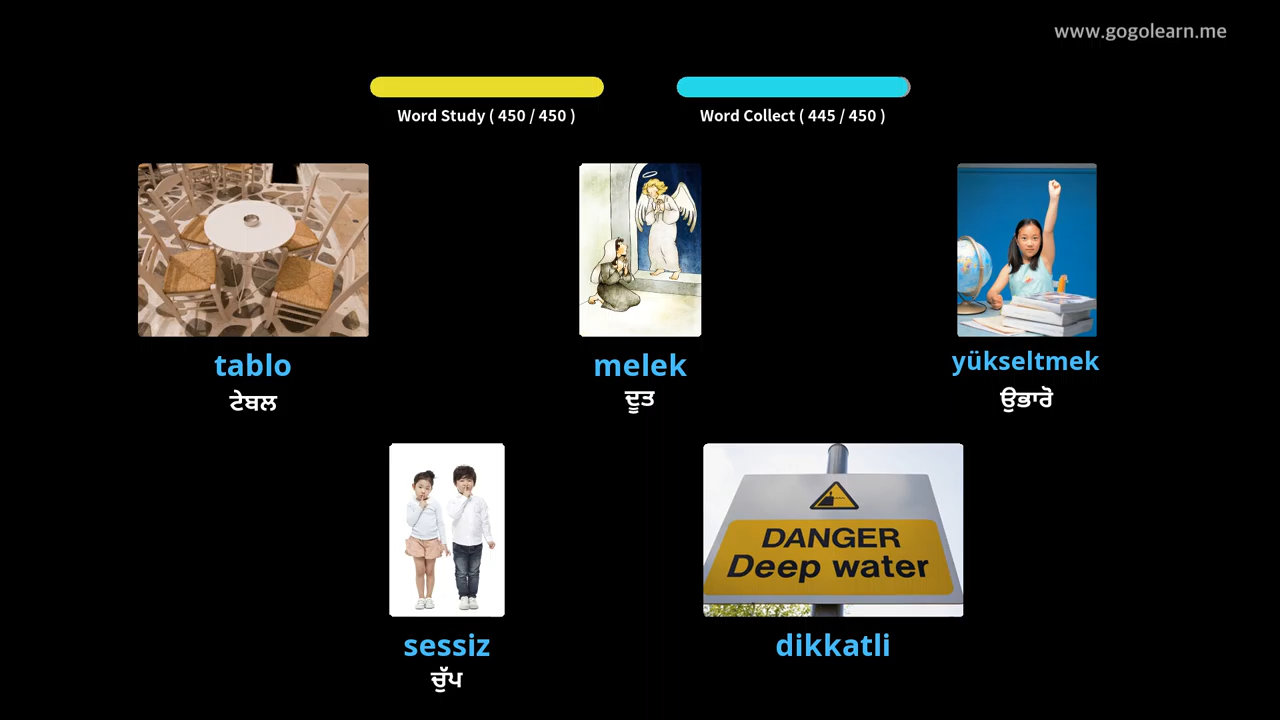 www.gogolearn.me
Word Study ( 450 / 450 )
Word Collect ( 445 / 450 )
tablo
ਟੇਬਲ
melek
ਦੂਤ
yükseltmek
ਉਭਾਰੋ
DANGER
Deep water
sessiz
ਚੁੱਪ
dikkatli